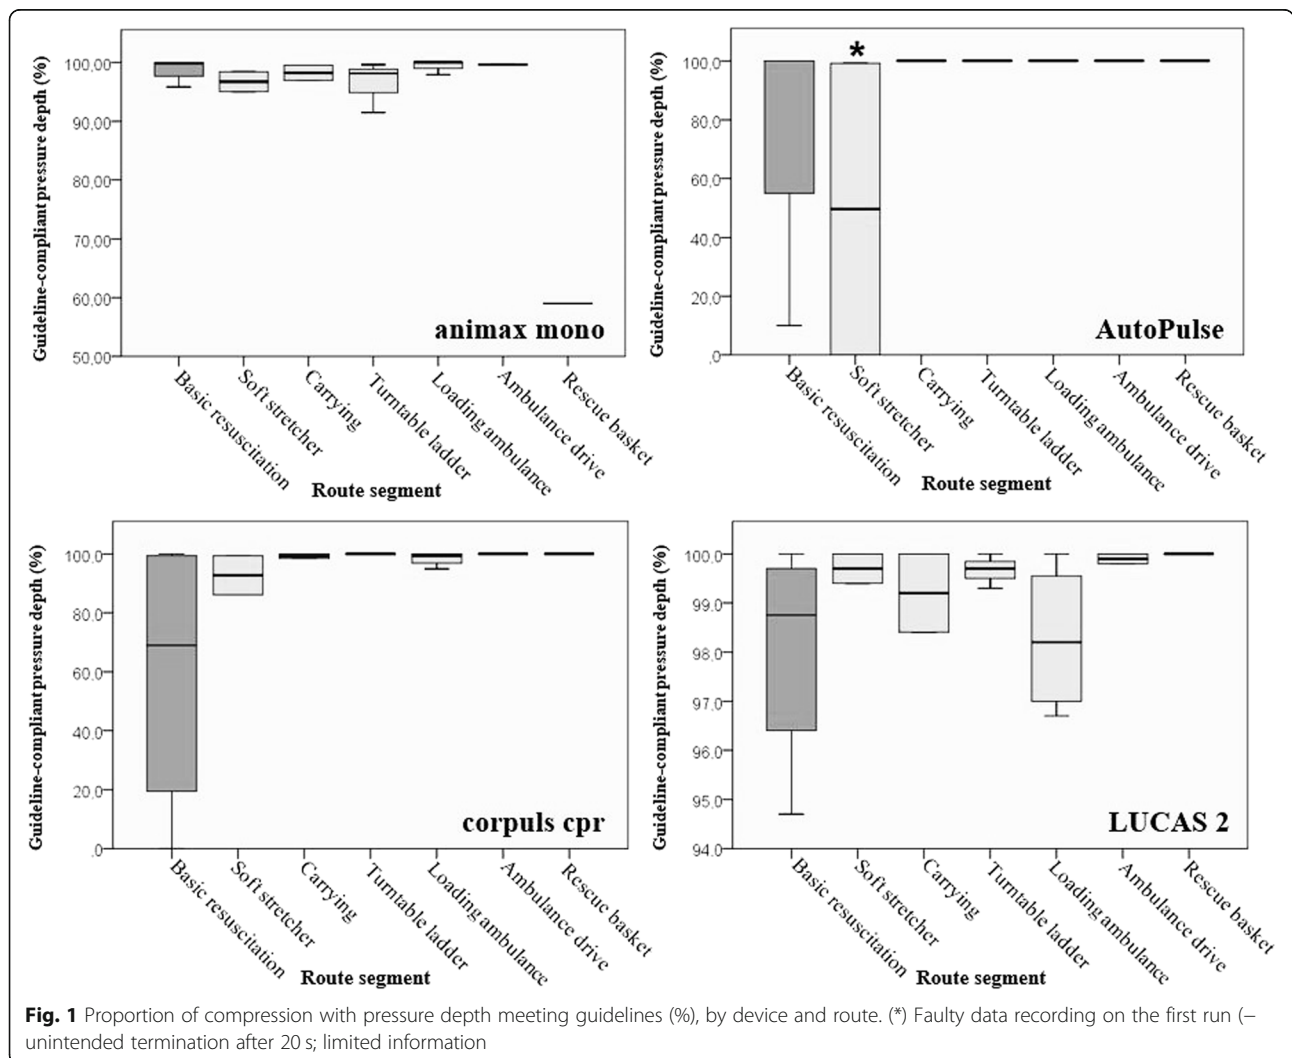 Guideline-compliant pressure depth (%)
100,00
90,00
80,00
70,00
60,00
50,00
animax mono
Basic resuscitation
Soft stretcher
Carrying
Turntable ladder
Loading ambulance
Ambulance drive
Rescue basket
Route segment
Guideline-compliant pressure depth (%)
100,0
80,0
60,0
40,0
20,0
,0
*
AutoPulse
Basic resuscitation
Soft stretcher
Carrying
Turntable ladder
Loading ambulance
Ambulance drive
Rescue basket
Route segment
Guideline-compliant pressure depth (%)
100,0
80,0
60,0
40,0
20,0
,0
corpuls cpr
Basic resuscitation
Soft stretcher
Carrying
Turntable ladder
Loading ambulance
Ambulance drive
Rescue basket
Route segment
Guideline-compliant pressure depth (%)
100,0
99,0
98,0
97,0
96,0
95,0
94,0
LUCAS 2
Basic resuscitation
Soft stretcher
Carrying
Turntable ladder
Loading ambulance
Ambulance drive
Rescue basket
Route segment
Fig. 1 Proportion of compression with pressure depth meeting guidelines (%), by device and route. (*) Faulty data recording on the first run (–
unintended termination after 20 s; limited information